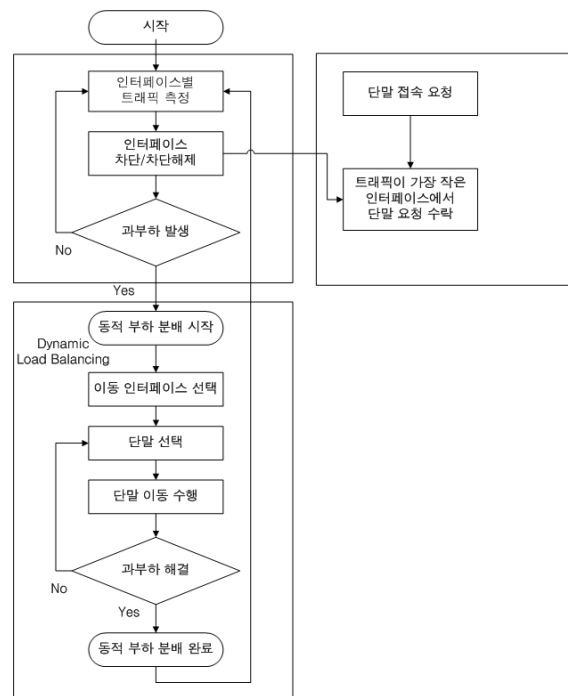 시작
인터페이스별
트래픽 측정
인터페이스
차단/차단해제
과부하 발생
No
Yes
단말 접속 요청
트래픽이 가장 작은
인터페이스에서
단말 요청 수락
동적 부하 분배 시작
Dynamic
Load Balancing
이동 인터페이스 선택
단말 선택
단말 이동 수행
과부하 해결
No
Yes
동적 부하 분배 완료